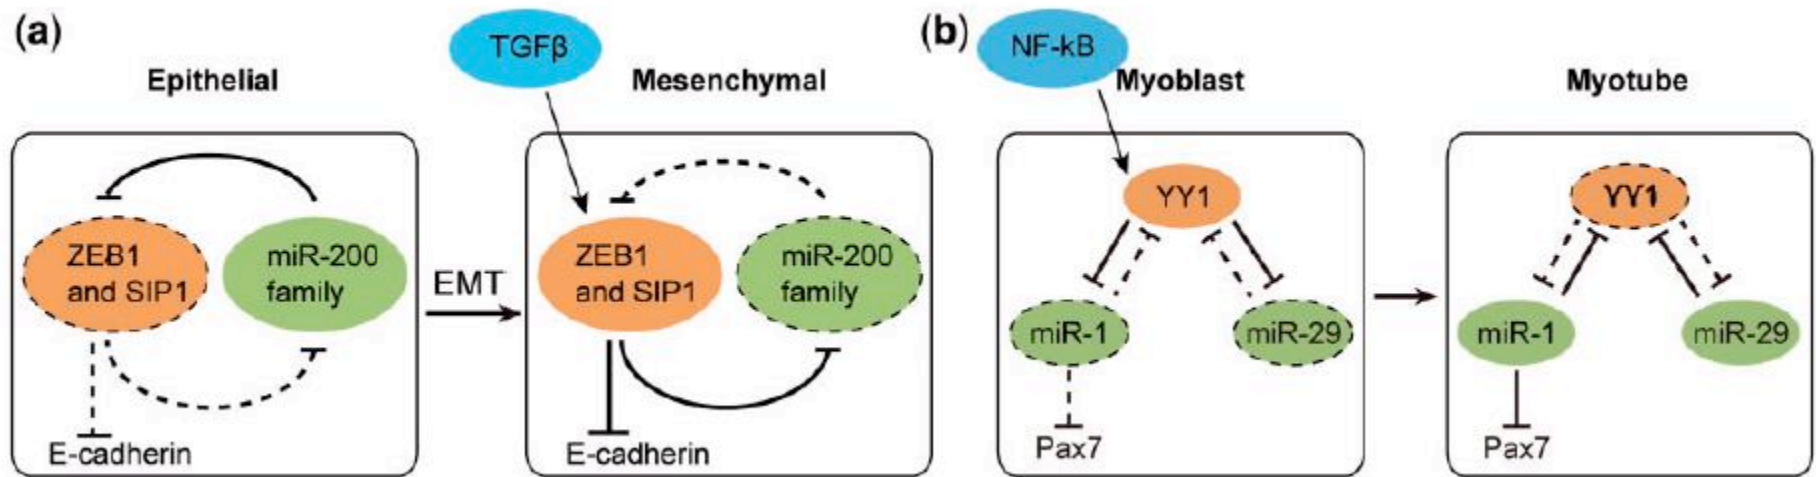 (a)
Epithelial
TGFβ
Mesenchymal
ZEB1
and SIP1
miR-200
family
E-cadherin
EMT
ZEB1
and SIP1
miR-200
family
E-cadherin
(b)
NF-kB
Myoblast
YY1
miR-1
miR-29
Pax7
Myotube
YY1
miR-1
miR-29
Pax7